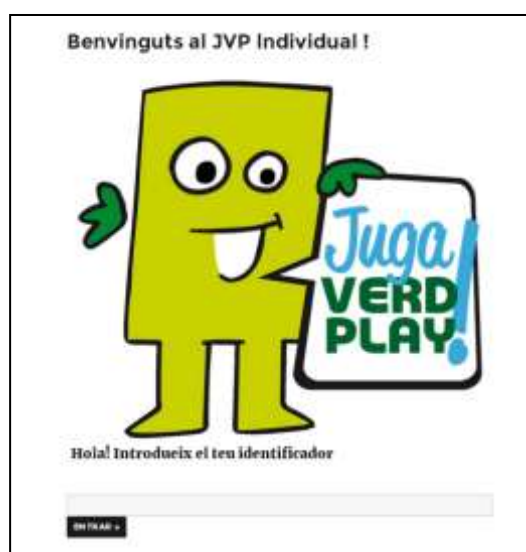 Benvinguts al JVP Individual !
Juga
VERD
PLAY!
Hola! Introdueix el teu identificador
ENTRAR »